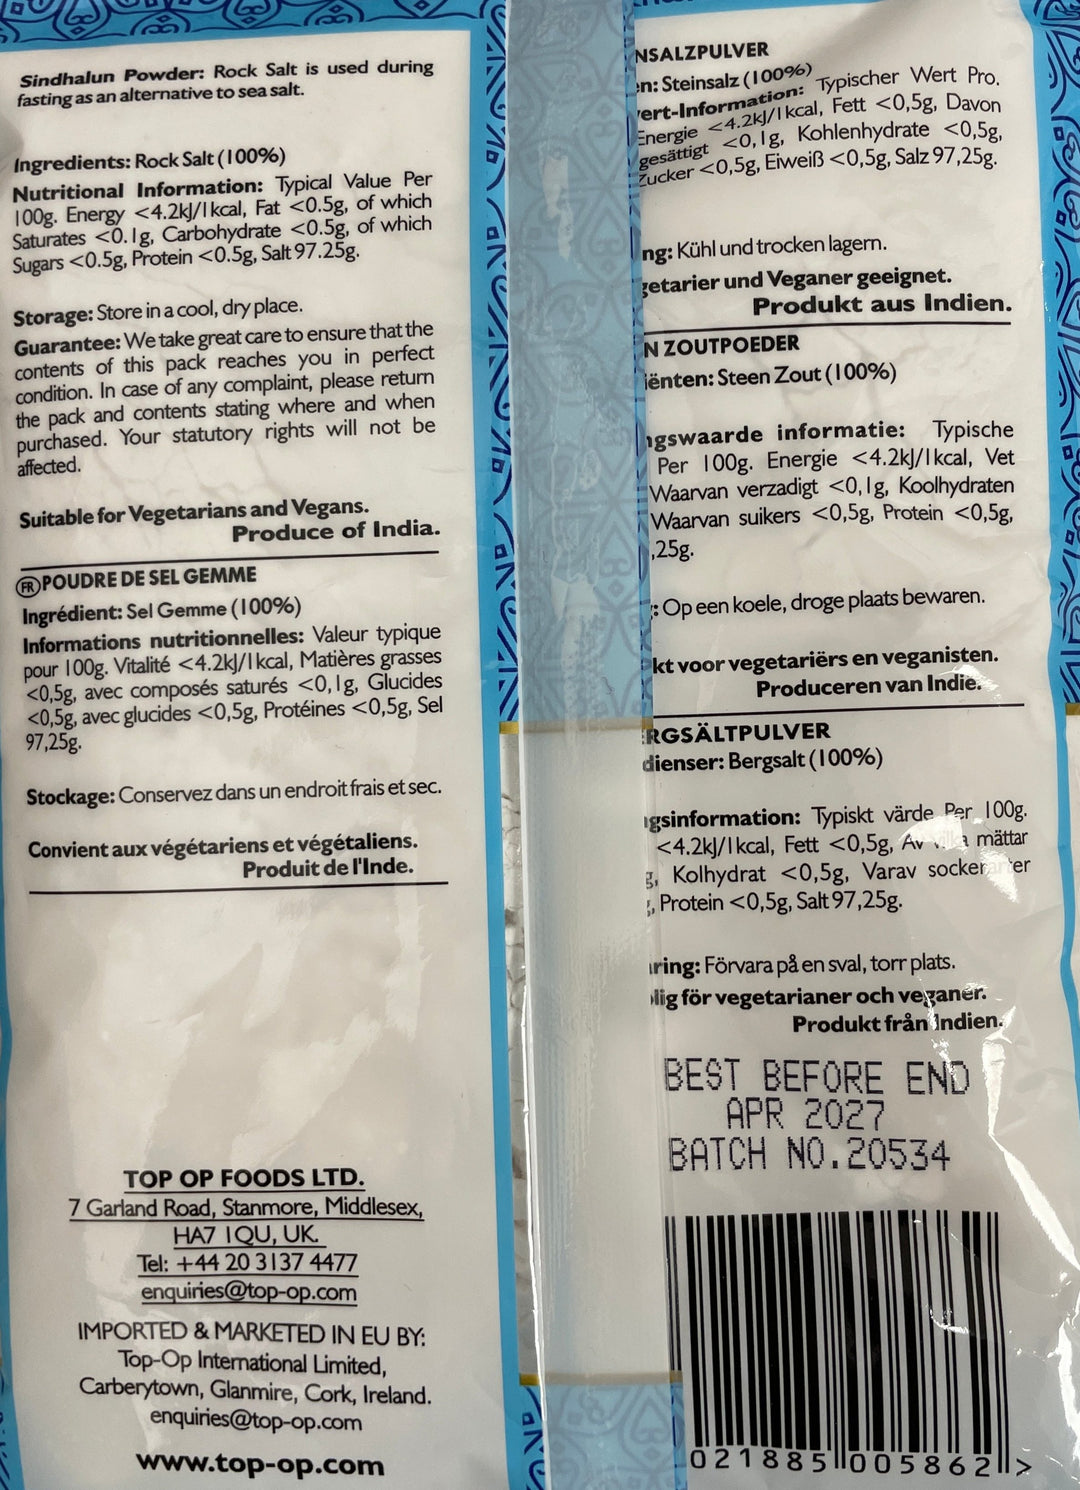 Sindhalun Powder: Rock Salt is used during
fasting as an alternative to sea salt.
Ingredients: Rock Salt (100%)
Nutritional Information: Typical Value Per
100g. Energy <4.2kJ/1kcal, Fat <0.5g, of which
Saturates <0.1g, Carbohydrate <0.5g, of which
Sugars <0.5g, Protein <0.5g, Salt 97.25g.
Storage: Store in a cool, dry place.
Guarantee: We take great care to ensure that the
contents of this pack reaches you in perfect
condition. In case of any complaint, please return
the pack and contents stating where and when
purchased. Your statutory rights will not be
affected.
Suitable for Vegetarians and Vegans.
Produce of India.
FR POUDRE DE SEL GEMME
Ingrédient: Sel Gemme (100%)
Informations nutritionnelles: Valeur typique
pour 100g. Vitalité <4.2kJ/1kcal, Matières grasses
<0,5g, avec composés saturés <0,1g, Glucides
<0,5g, avec glucides <0,5g, Protéines <0,5g, Sel
97,25g.
Stockage: Conservez dans un endroit frais et sec.
Convient aux végétariens et végétaliens.
Produit de l'Inde.
TOP OP FOODS LTD.
7 Garland Road, Stanmore, Middlesex,
HA7 1QU, UK.
Tel: +44 20 3137 4477
enquiries@top-op.com
IMPORTED & MARKETED IN EU BY:
Top-Op International Limited,
Carberytown, Glanmire, Cork, Ireland.
enquiries@top-op.com
www.top-op.com
NSALZPULVER
en: Steinsalz (100%)
ert-Information: Typischer Wert Pro.
Energie <4.2kJ/1kcal, Fett <0,5g, Davon
gesättigt <0,1g, Kohlenhydrate <0,5g,
Zucker <0,5g, Eiweiß <0,5g, Salz 97,25g.
ng: Kühl und trocken lagern.
getarier und Veganer geeignet.
Produkt aus Indien.
N ZOUTPOEDER
iënten: Steen Zout (100%)
ngswaarde informatie: Typische
Per 100g. Energie <4.2kJ/1kcal, Vet
Waarvan verzadigt <0,1g, Koolhydraten
Waarvan suikers <0,5g, Protein <0,5g,
,25g.
g: Op een koele, droge plaats bewaren.
kt voor vegetariërs en veganisten.
Produceren van Indie.
ERGSÄLTPULVER
dienser: Bergsalt (100%)
gsinformation: Typiskt värde Per 100g.
<4.2kJ/1kcal, Fett <0,5g, Av mättar
g, Kolhydrat <0,5g, Varav
g, Protein <0,5g, Salt 97,25g.
aring: Förvara på en sval, torr plats.
lig för vegetarianer och veganer.
Produkt från Indien.
BEST BEFORE END
APR 2027
BATCH NO.20534
021885 005862 >